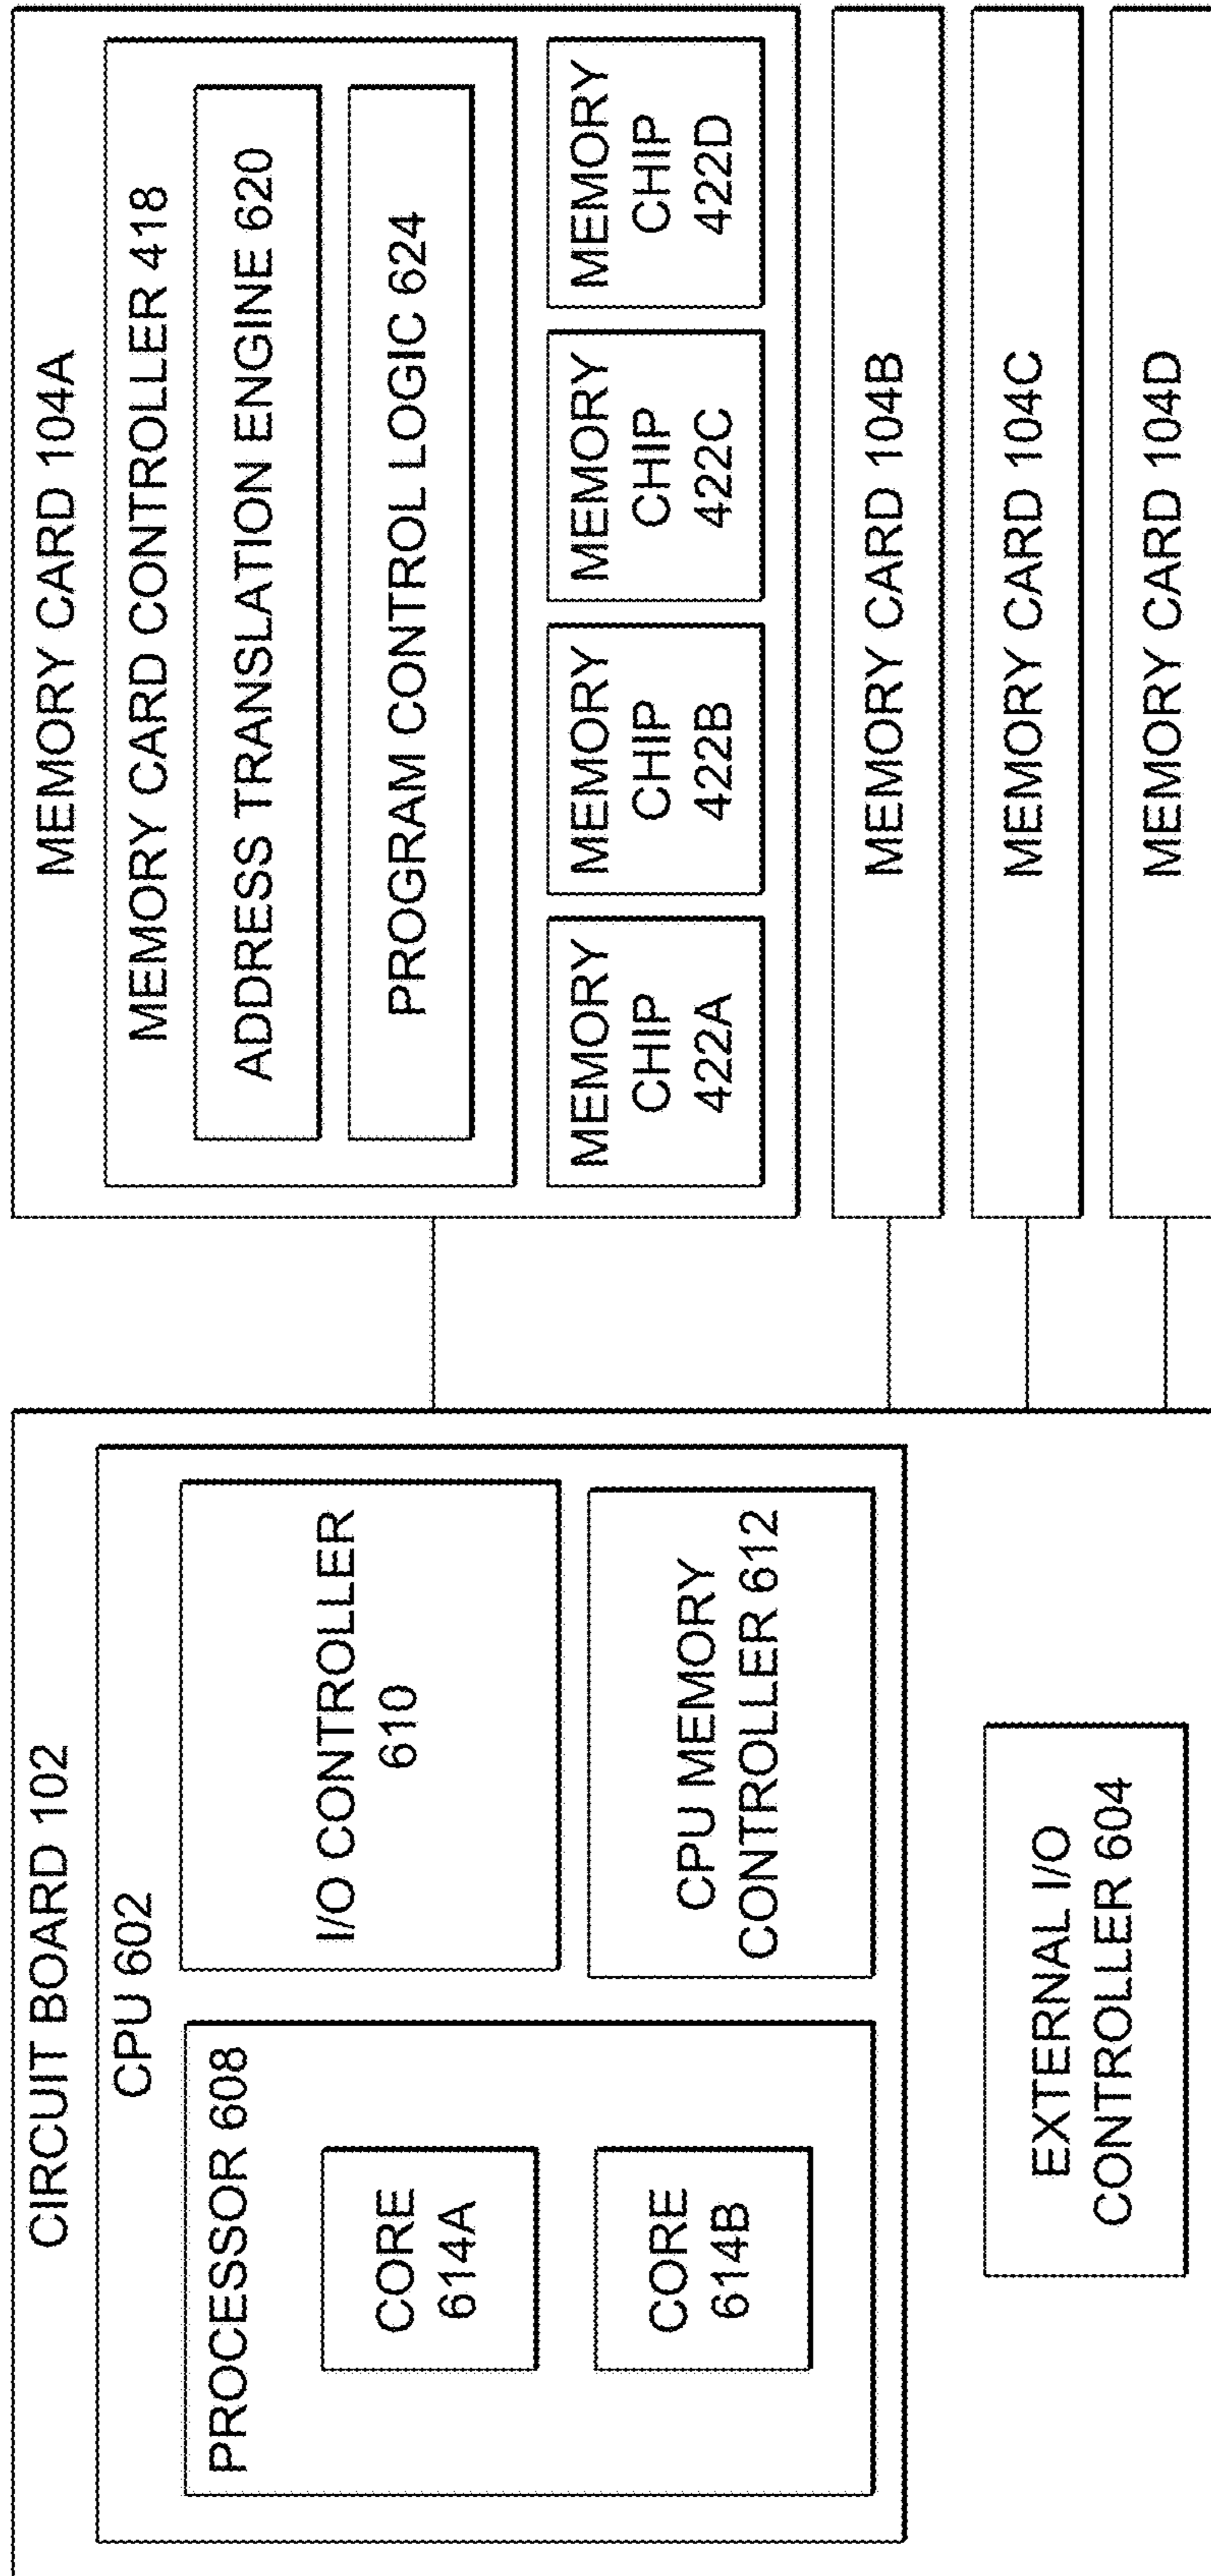 CIRCUIT BOARD 102
CPU 602
PROCESSOR 608
CORE
614A
CORE
614B
I/O CONTROLLER
610
CPU MEMORY
CONTROLLER 612
EXTERNAL I/O
CONTROLLER 604
MEMORY CARD 104A
MEMORY CARD CONTROLLER 418
ADDRESS TRANSLATION ENGINE 620
PROGRAM CONTROL LOGIC 624
MEMORY
CHIP
422A
MEMORY
CHIP
422B
MEMORY
CHIP
422C
MEMORY
CHIP
422D
MEMORY CARD 104B
MEMORY CARD 104C
MEMORY CARD 104D